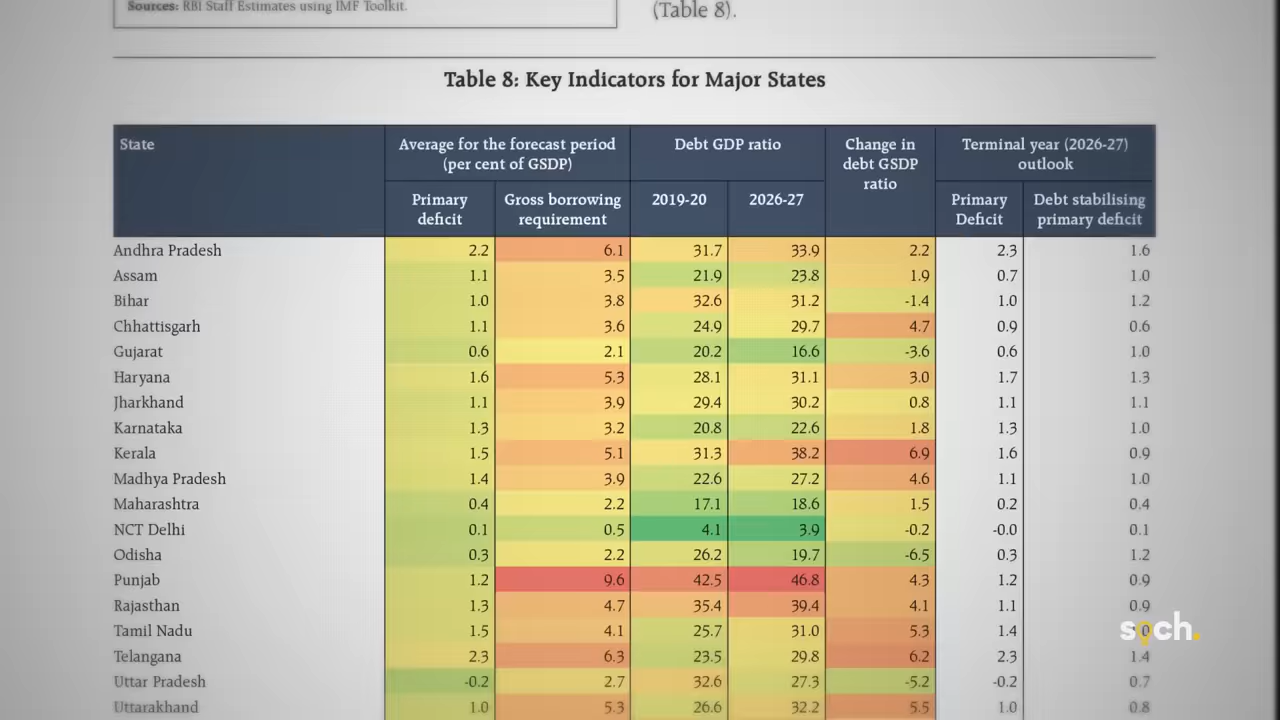 Sources: RBI Staff Estimates using IMF Toolkit.
(Table 8).
Table 8: Key Indicators for Major States
State
Average for the forecast period (per cent of GSDP)
Debt GDP ratio
Change in debt GSDP ratio
Terminal year (2026-27) outlook
Primary deficit
Gross borrowing requirement
2019-20
2026-27
Primary Deficit
Debt stabilising primary deficit
Andhra Pradesh 2.2 6.1 31.7 33.9 2.2 2.3 1.6
Assam 1.1 3.5 21.9 23.8 1.9 0.7 1.0
Bihar 1.0 3.8 32.6 31.2 -1.4 1.0 1.2
Chhattisgarh 1.1 3.6 24.9 29.7 4.7 0.9 0.6
Gujarat 0.6 2.1 20.2 16.6 -3.6 0.6 1.0
Haryana 1.6 5.3 28.1 31.1 3.0 1.7 1.3
Jharkhand 1.1 3.9 29.4 30.2 0.8 1.1 1.1
Karnataka 1.3 3.2 20.8 22.6 1.8 1.3 1.0
Kerala 1.5 5.1 31.3 38.2 6.9 1.6 0.9
Madhya Pradesh 1.4 3.9 22.6 27.2 4.6 1.1 1.0
Maharashtra 0.4 2.2 17.1 18.6 1.5 0.2 0.4
NCT Delhi 0.1 0.5 4.1 3.9 -0.2 -0.0 0.1
Odisha 0.3 2.2 26.2 19.7 -6.5 0.3 1.2
Punjab 1.2 9.6 42.5 46.8 4.3 1.2 0.9
Rajasthan 1.3 4.7 35.4 39.4 4.1 1.1 0.9
Tamil Nadu 1.5 4.1 25.7 31.0 5.3 1.4
soch.
Telangana 2.3 6.3 23.5 29.8 6.2 2.3 1.4
Uttar Pradesh -0.2 2.7 32.6 27.3 -5.2 -0.2 0.7
Uttarakhand 1.0 5.3 26.6 32.2 5.5 1.0 0.8